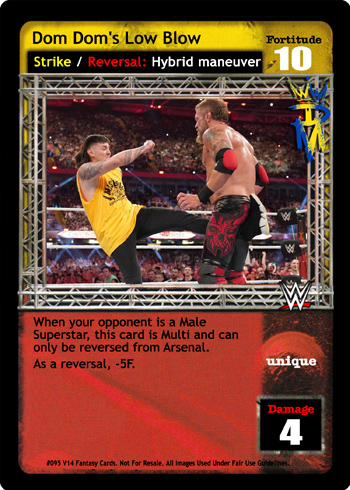 Dom Dom's Low Blow
Fortitude
10
Strike / Reversal: Hybrid maneuver
When your opponent is a Male
Superstar, this card is Multi and can
only be reversed from Arsenal.
As a reversal, -5F.
unique
Damage
4
#095 V14 Fantasy Cards. Not For Resale. All Images Used Under Fair Use Guidelines.